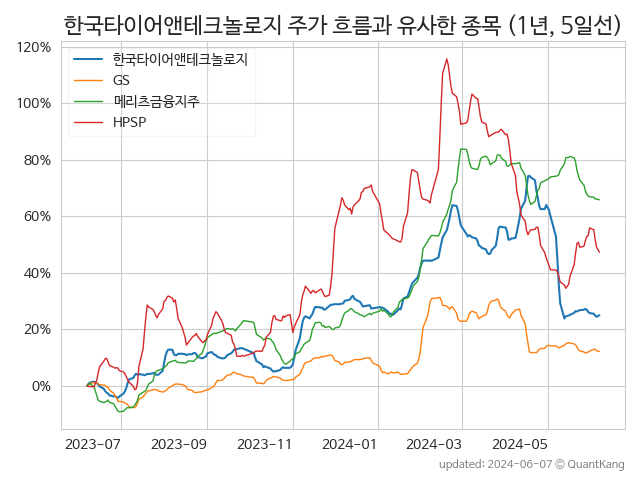 한국타이어앤테크놀로지 주가 흐름과 유사한 종목 (1년, 5일선)
120%
100%
80%
60%
40%
20%
0%
한국타이어앤테크놀로지
GS
메리츠금융지주
HPSP
2023-07 2023-09 2023-11 2024-01 2024-03 2024-05
updated: 2024-06-07 © QuantKang